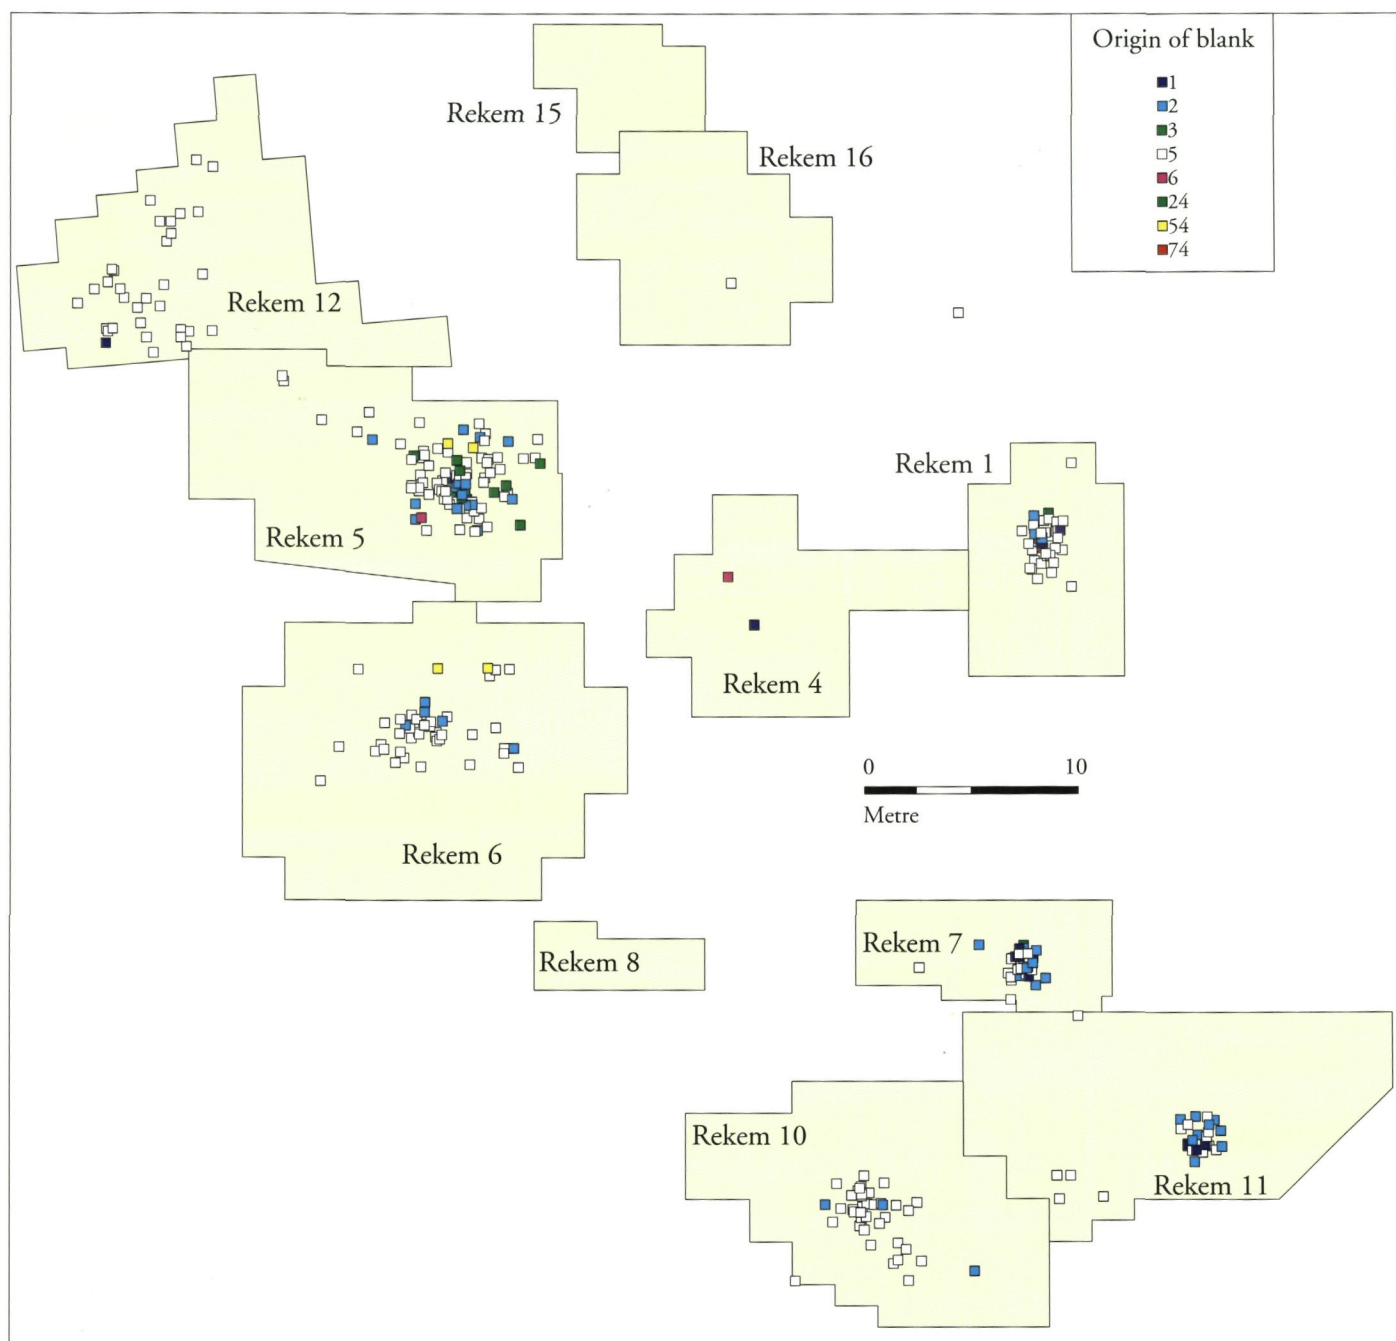 Origin of blank
1
2
3
5
6
24
54
74
Rekem 15
Rekem 16
Rekem 12
Rekem 1
Rekem 5
Rekem 4
0 10
Metre
Rekem 6
Rekem 7
Rekem 8
Rekem 10
Rekem 11